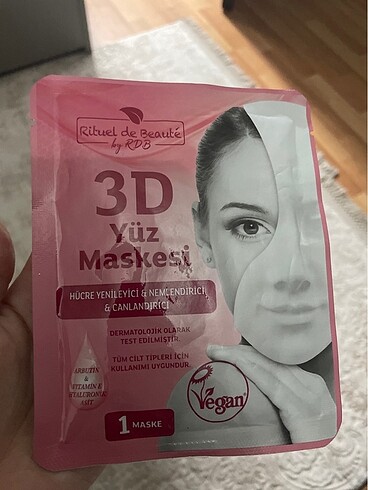 Rituel de Beauté
by RDB
3D
Yüz
Maskesi
HÜCRE YENİLEYİCİ & NEMLENDİRİCİ
& CANLANDIRICI
DERMATOLOJİK OLARAK
TEST EDİLMİŞTİR.
TÜM CİLT TİPLERİ İÇİN
KULLANIMI UYGUNDUR.
ARBUTIN
&
VITAMIN E
HYALURONIC
ASIT
Vegan
1 MASKE